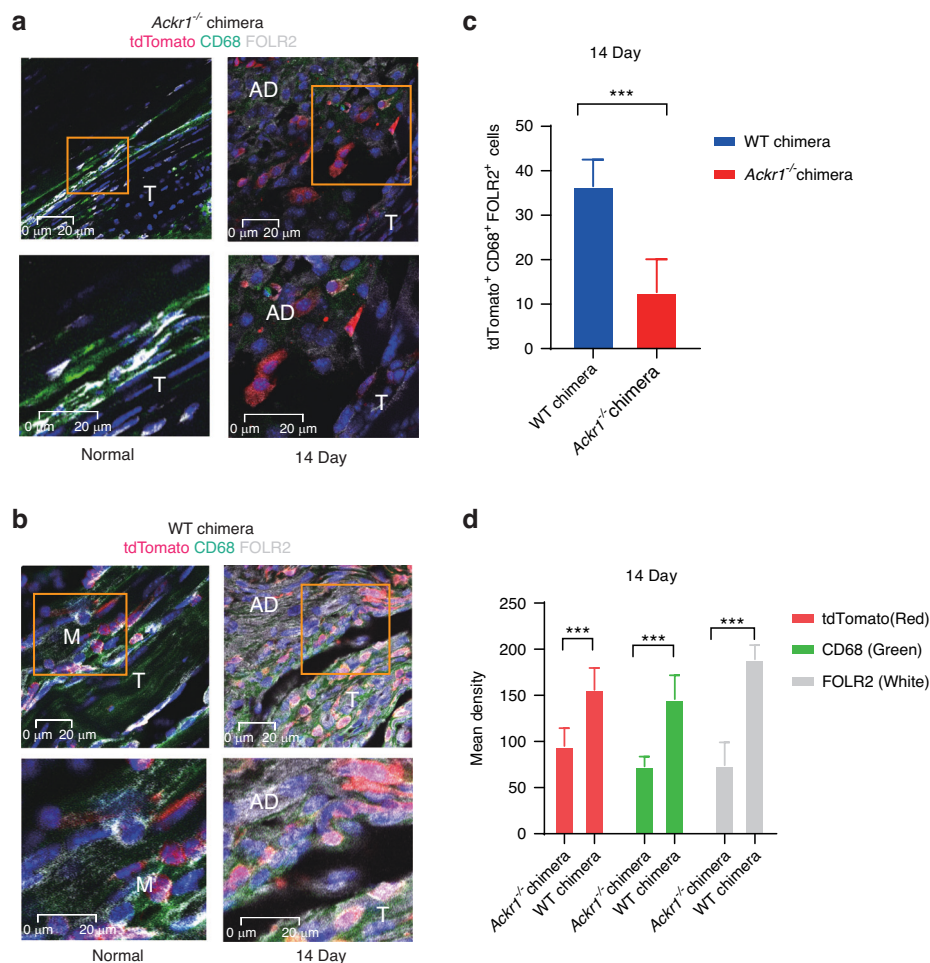 a
Ackr1-/- chimera
tdTomato CD68 FOLR2
T
0 μm 20 μm
AD
T
0 μm 20 μm
T
0 μm 20 μm
AD
T
0 μm 20 μm
Normal
14 Day
b
WT chimera
tdTomato CD68 FOLR2
M
T
0 μm 20 μm
AD
T
0 μm 20 μm
M
0 μm 20 μm
AD
T
0 μm 20 μm
Normal
14 Day
c
14 Day
***
tdTomato+ CD68+ FOLR2+ cells
50
40
30
20
10
0
WT chimera
Ackr1-/-chimera
WT chimera
Ackr1-/-chimera
d
14 Day
***
***
***
Mean density
250
200
150
100
50
0
Ackr1-/- chimera
WT chimera
Ackr1-/- chimera
WT chimera
Ackr1-/- chimera
WT chimera
tdTomato(Red)
CD68 (Green)
FOLR2 (White)